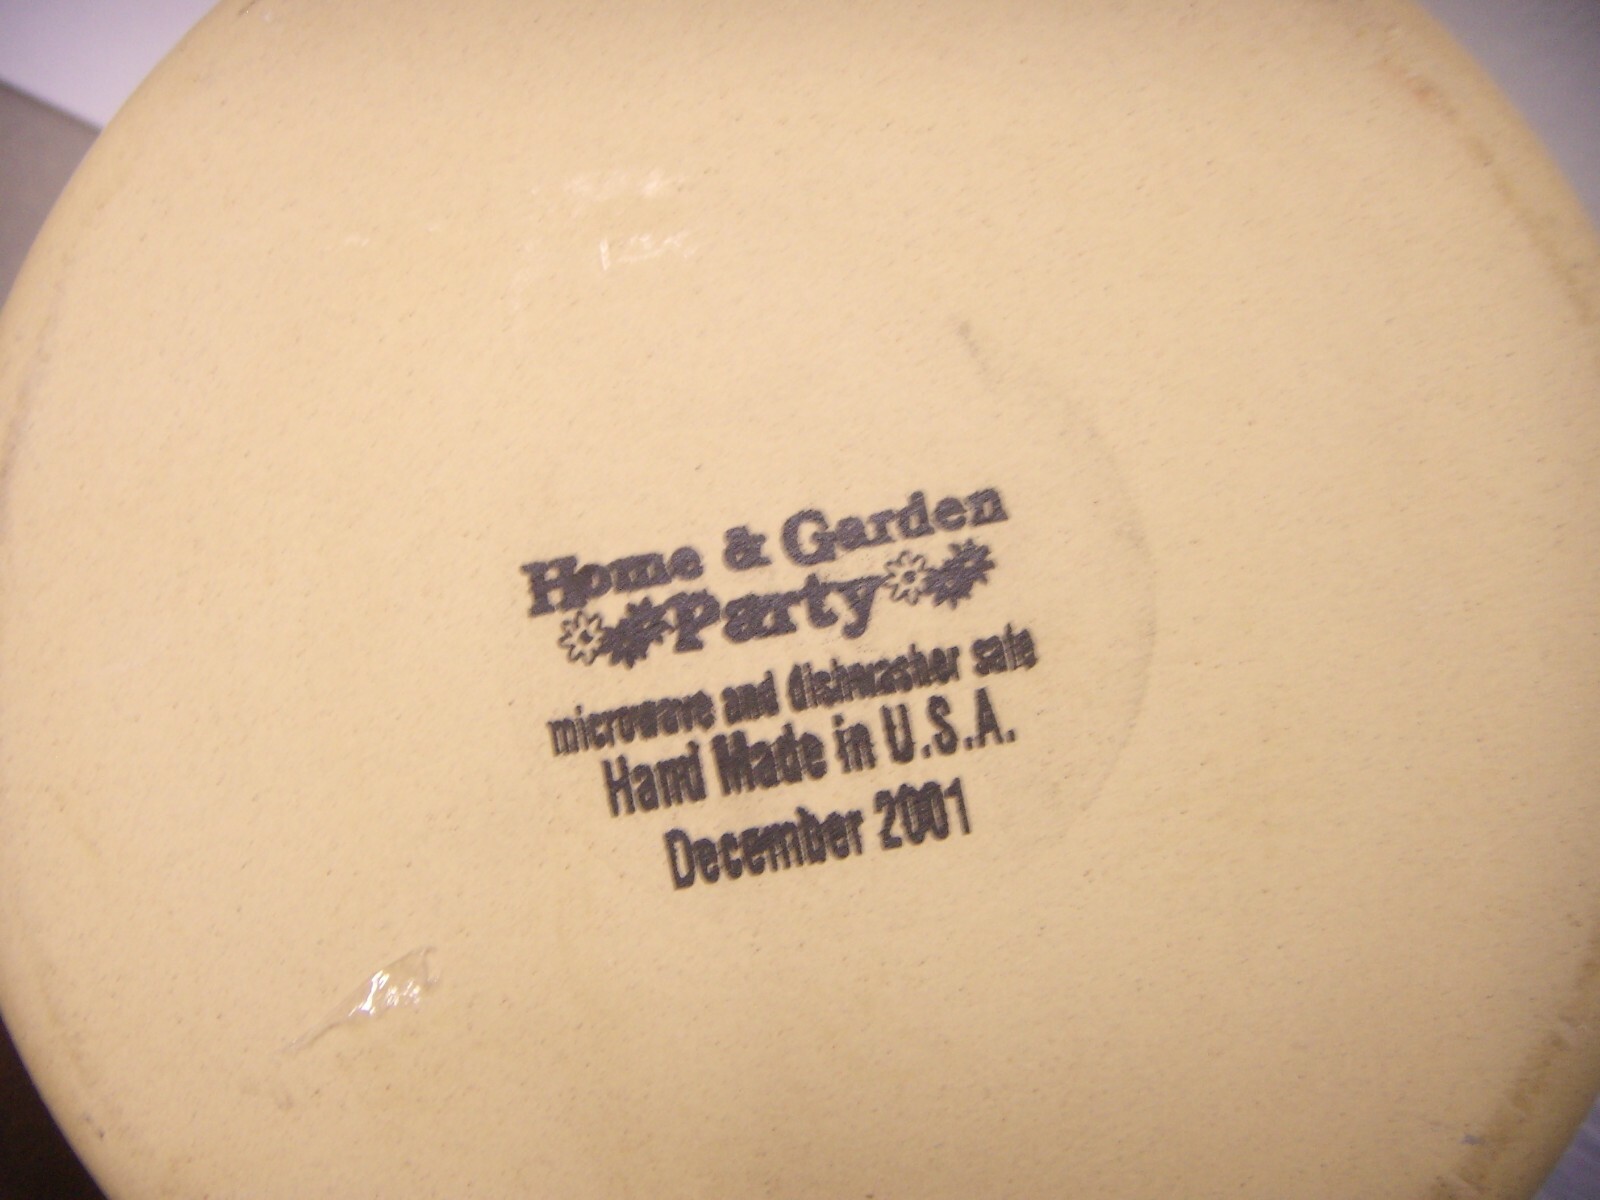 Home & Garden
Party
microwave and dishwasher safe
Hand Made in U.S.A.
December 2001